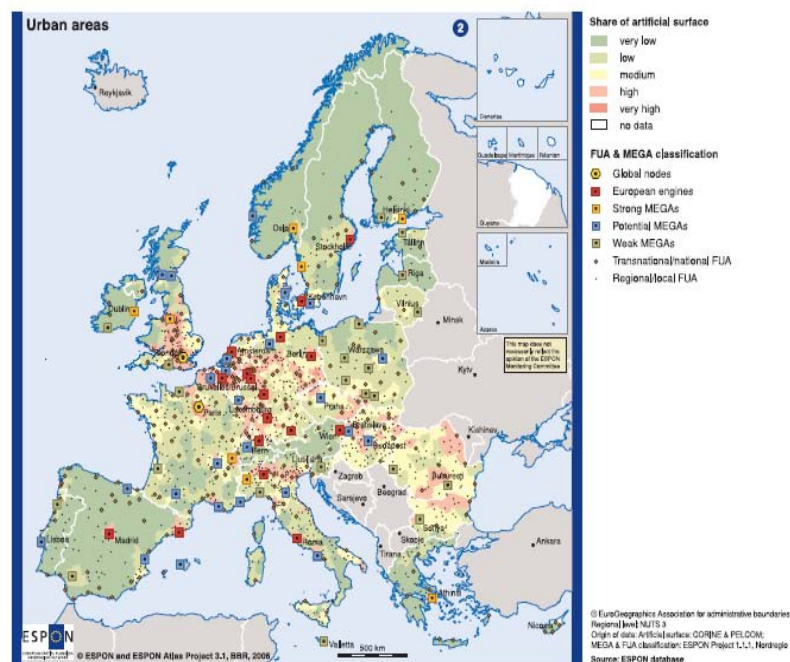 Urban areas
2
Reykjavik
Canarias
Guadeloupe Martinique Réunion
Guyane
Madeira
Helsinki
Oslo
Tallinn
Stockholm
Riga
Dublin
København
Vilnius
Minsk
This map does not
necessarily reflect the
opinion of the ESPON
Monitoring Committee
London
Amsterdam
Berlin
Warszawa
Kyiv
Bruxelles/Brussel
Luxembourg
Praha
Paris
Kishinev
Wien
Bratislava
Budapest
Bern
Ljubljana
Zagreb
Bucuresti
Beograd
Sarajevo
Sofia
Skopje
Lisboa
Madrid
Roma
Tirana
Ankara
Athinai
Valletta
ESPON
© ESPON and ESPON Atlas Project 3.1, BBR, 2006
500 km
Share of artificial surface
very low
low
medium
high
very high
no data
FUA & MEGA classification
Global nodes
European engines
Strong MEGAs
Potential MEGAs
Weak MEGAs
Transnational/national FUA
Regional/local FUA
© EuroGeographics Association for administrative boundaries
Regional level: NUTS 3
Origin of data: Artificial surface: CORINE & PELCOM;
MEGA & FUA classification: ESPON Project 1.1.1, Nordregio
Source: ESPON database